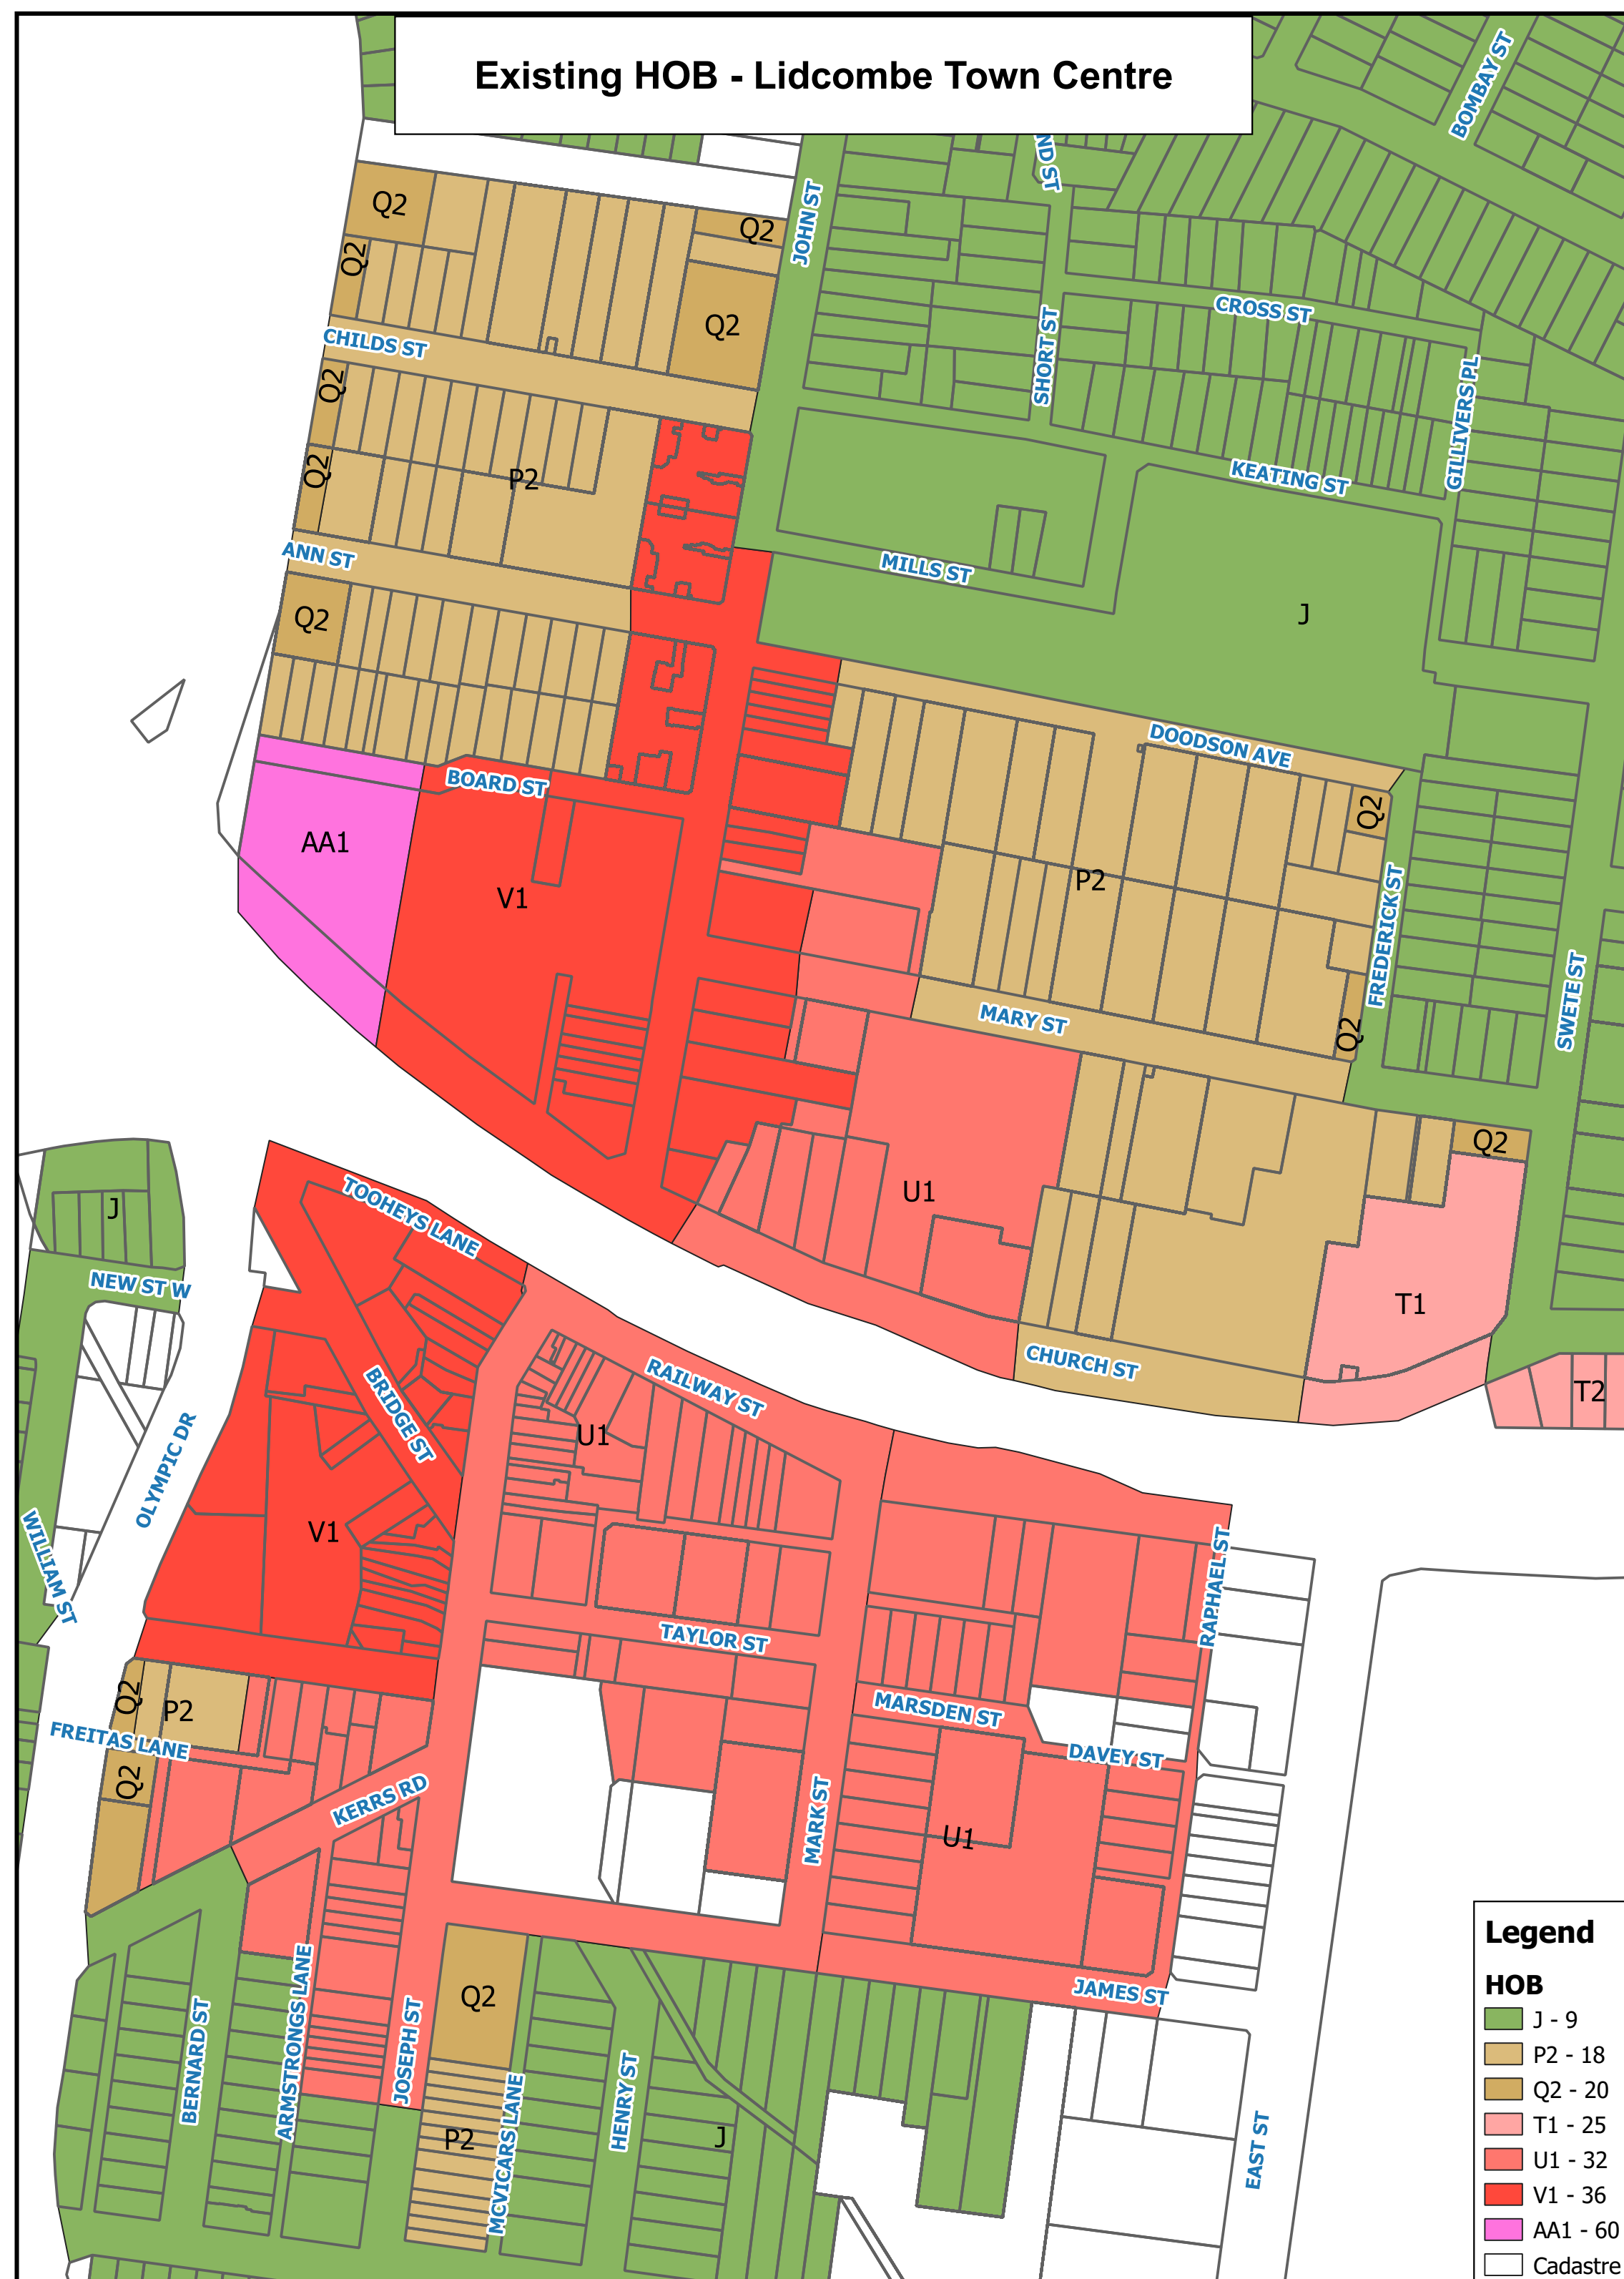 Existing HOB - Lidcombe Town Centre
BOMBAY ST
ND ST
JOHN ST
Q2
Q2
Q2
Q2
CROSS ST
SHORT ST
CHILDS ST
GILLIVERS PL
Q2
Q2
P2
KEATING ST
ANN ST
MILLS ST
Q2
J
DOODSON AVE
BOARD ST
Q2
AA1
V1
P2
FREDERICK ST
SWETE ST
MARY ST
Q2
Q2
U1
J
TOOHEYS LANE
NEW ST W
T1
CHURCH ST
T2
RAILWAY ST
BRIDGE ST
U1
OLYMPIC DR
V1
WILLIAM ST
RAPHAEL ST
TAYLOR ST
Q2
P2
MARSDEN ST
FREITAS LANE
DAVEY ST
Q2
KERRS RD
MARK ST
U1
Q2
JAMES ST
BERNARD ST
ARMSTRONGS LANE
JOSEPH ST
P2
MCVICARS LANE
HENRY ST
J
EAST ST
Legend
HOB
J - 9
P2 - 18
Q2 - 20
T1 - 25
U1 - 32
V1 - 36
AA1 - 60
Cadastre